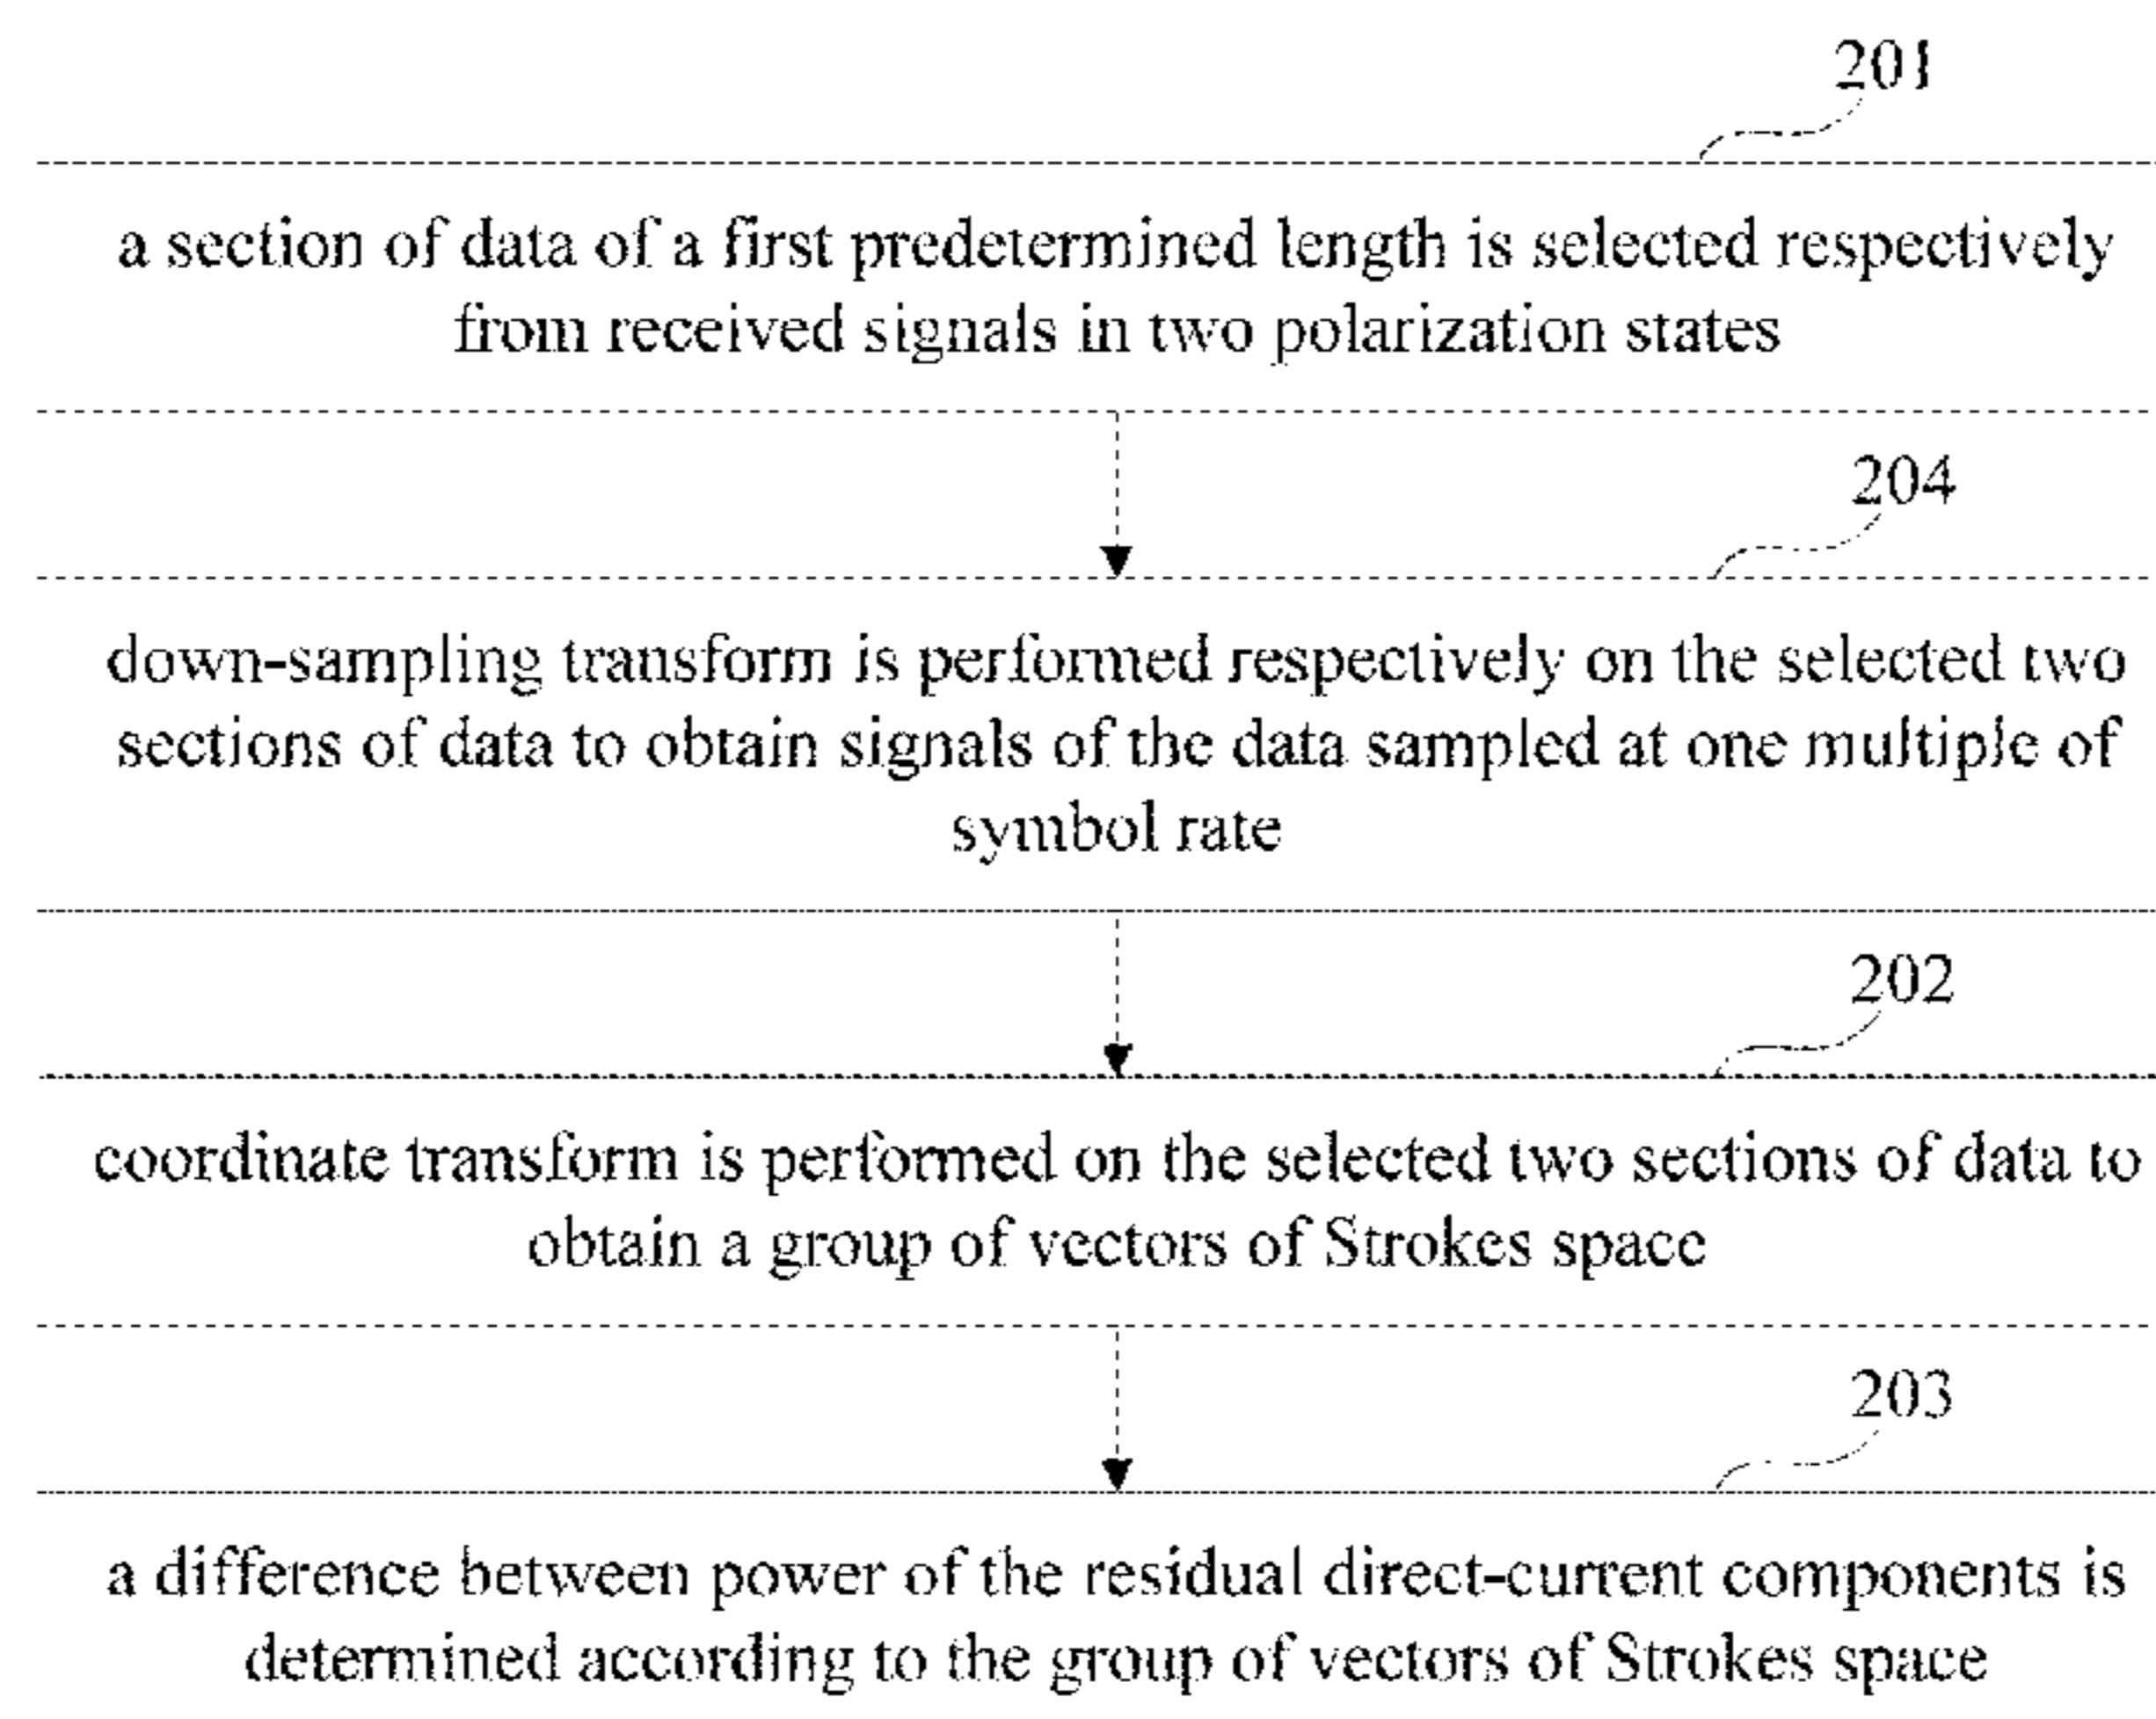 201
a section of data of a first predetermined length is selected respectively
from received signals in two polarization states
204
down-sampling transform is performed respectively on the selected two
sections of data to obtain signals of the data sampled at one multiple of
symbol rate
202
coordinate transform is performed on the selected two sections of data to
obtain a group of vectors of Strokes space
203
a difference between power of the residual direct-current components is
determined according to the group of vectors of Strokes space